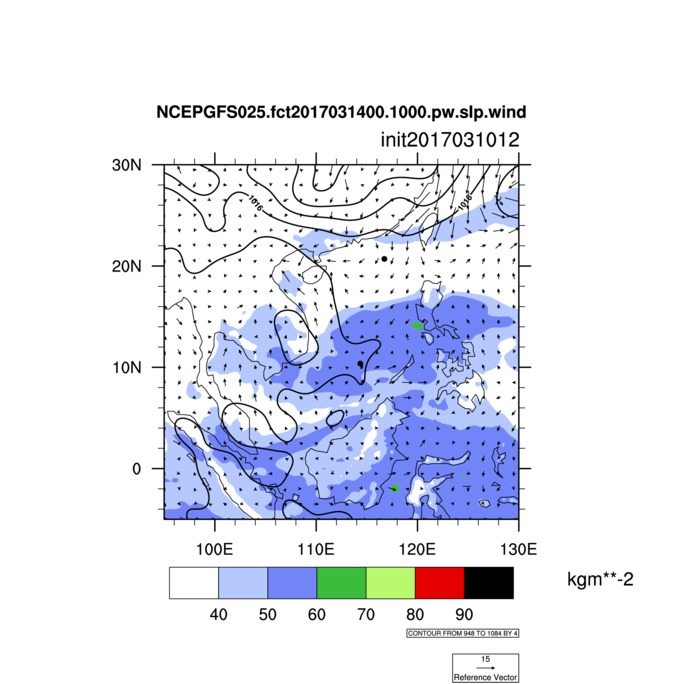 NCEPGFS025.fct2017031400.1000.pw.slp.wind
init2017031012
30N
1016
1016
20N
10N
0
100E 110E 120E 130E
kgm**-2
40 50 60 70 80 90
CONTOUR FROM 948 TO 1084 BY 4
15
Reference Vector